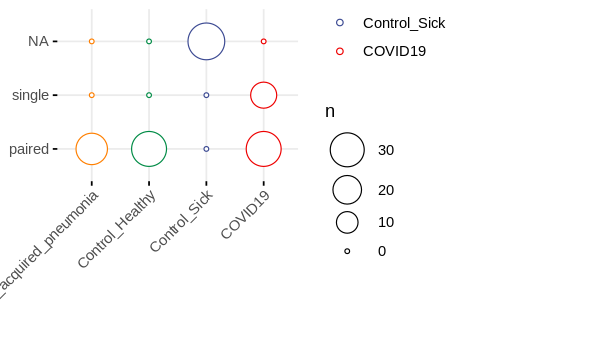 NA
single
paired
_acquired_pneumonia
Control_Healthy
Control_Sick
COVID19
Control_Sick
COVID19
n
30
20
10
0